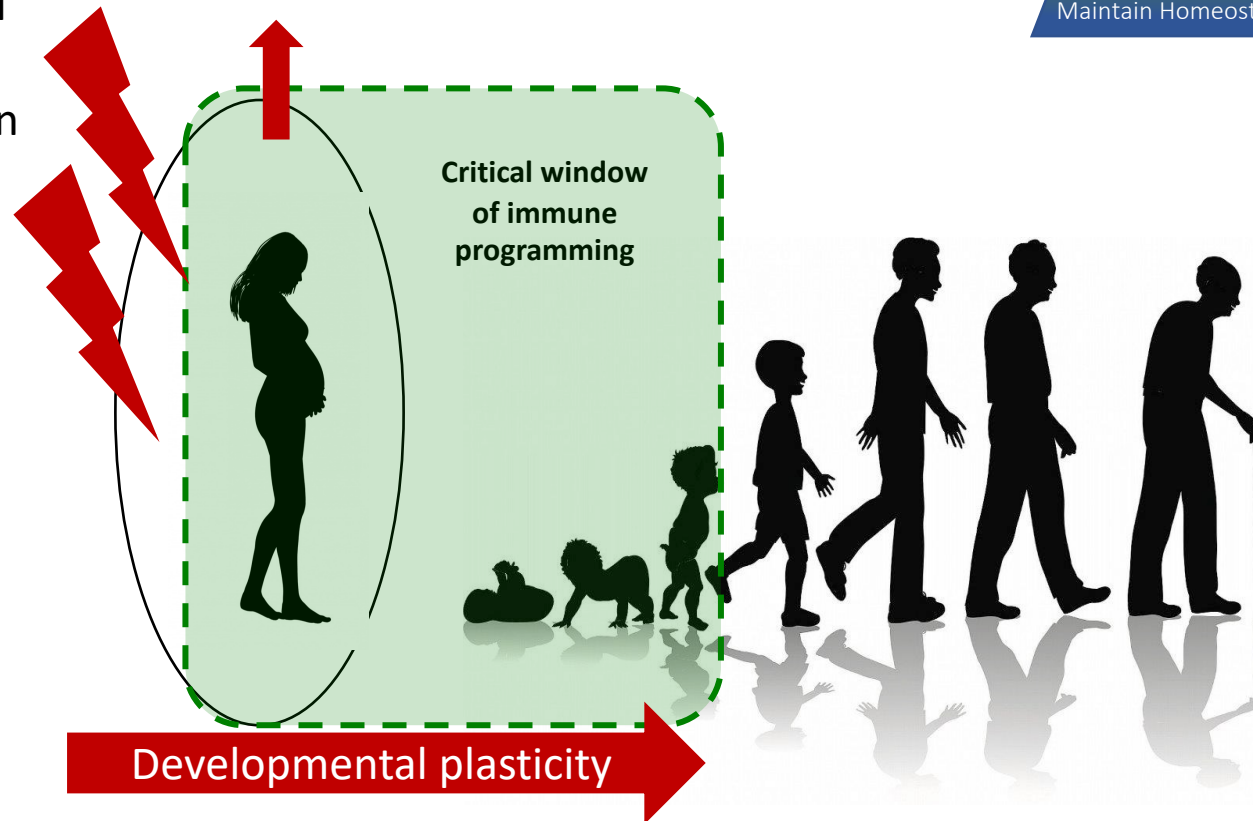 Maintain Homeost
n
Critical window
of immune
programming
Developmental plasticity